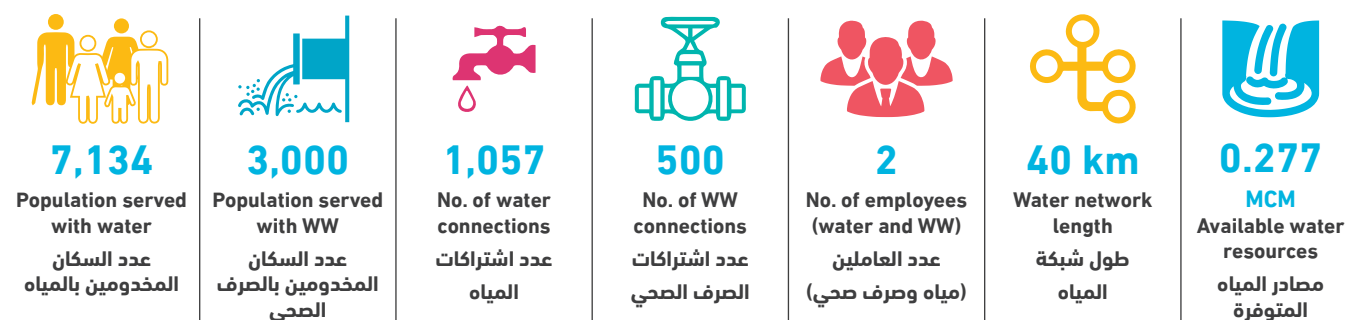 7,134
Population served
with water
عدد السكان
المخدومين بالمياه
3,000
Population served
with WW
عدد السكان
المخدومين بالصرف
الصحي
1,057
No. of water
connections
عدد اشتراكات
المياه
500
No. of WW
connections
عدد اشتراكات
الصرف الصحي
2
No. of employees
(water and WW)
عدد العاملين
(مياه وصرف صحي)
40 km
Water network
length
طول شبكة
المياه
0.277
MCM
Available water
resources
مصادر المياه
المتوفرة